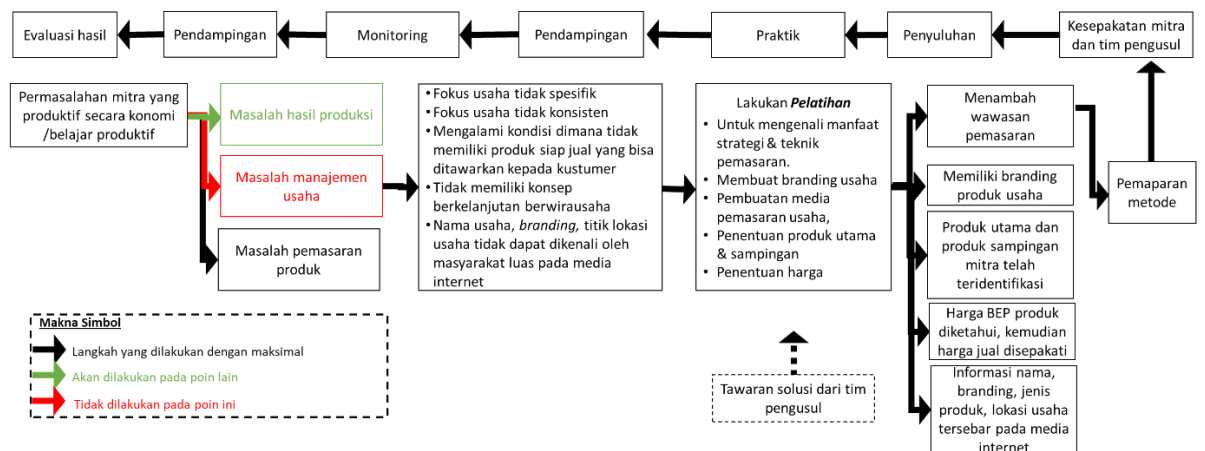 Evaluasi hasil
Pendampingan
Monitoring
Pendampingan
Praktik
Penyuluhan
Kesepakatan mitra
dan tim pengusul
Permasalahan mitra yang
produktif secara konomi
/belajar produktif
Masalah hasil produksi
Masalah manajemen
usaha
Masalah pemasaran
produk
• Fokus usaha tidak spesifik
• Fokus usaha tidak konsisten
• Mengalami kondisi dimana tidak
memiliki produk siap jual yang bisa
ditawarkan kepada kustumer
• Tidak memiliki konsep
berkelanjutan berwirausaha
• Nama usaha, branding, titik lokasi
usaha tidak dapat dikenali oleh
masyarakat luas pada media
internet
Lakukan Pelatihan
• Untuk mengenali manfaat
strategi & teknik
pemasaran.
• Membuat branding usaha
• Pembuatan media
pemasaran usaha,
• Penentuan produk utama
& sampingan
• Penentuan harga
Menambah
wawasan
pemasaran
Memiliki branding
produk usaha
Produk utama dan
produk sampingan
mitra telah
teridentifikasi
Harga BEP produk
diketahui, kemudian
harga jual disepakati
Informasi nama,
branding, jenis
produk, lokasi usaha
tersebar pada media
internet
Pemaparan
metode
Tawaran solusi dari tim
pengusul
Makna Simbol
Langkah yang dilakukan dengan maksimal
Akan dilakukan pada poin lain
Tidak dilakukan pada poin ini